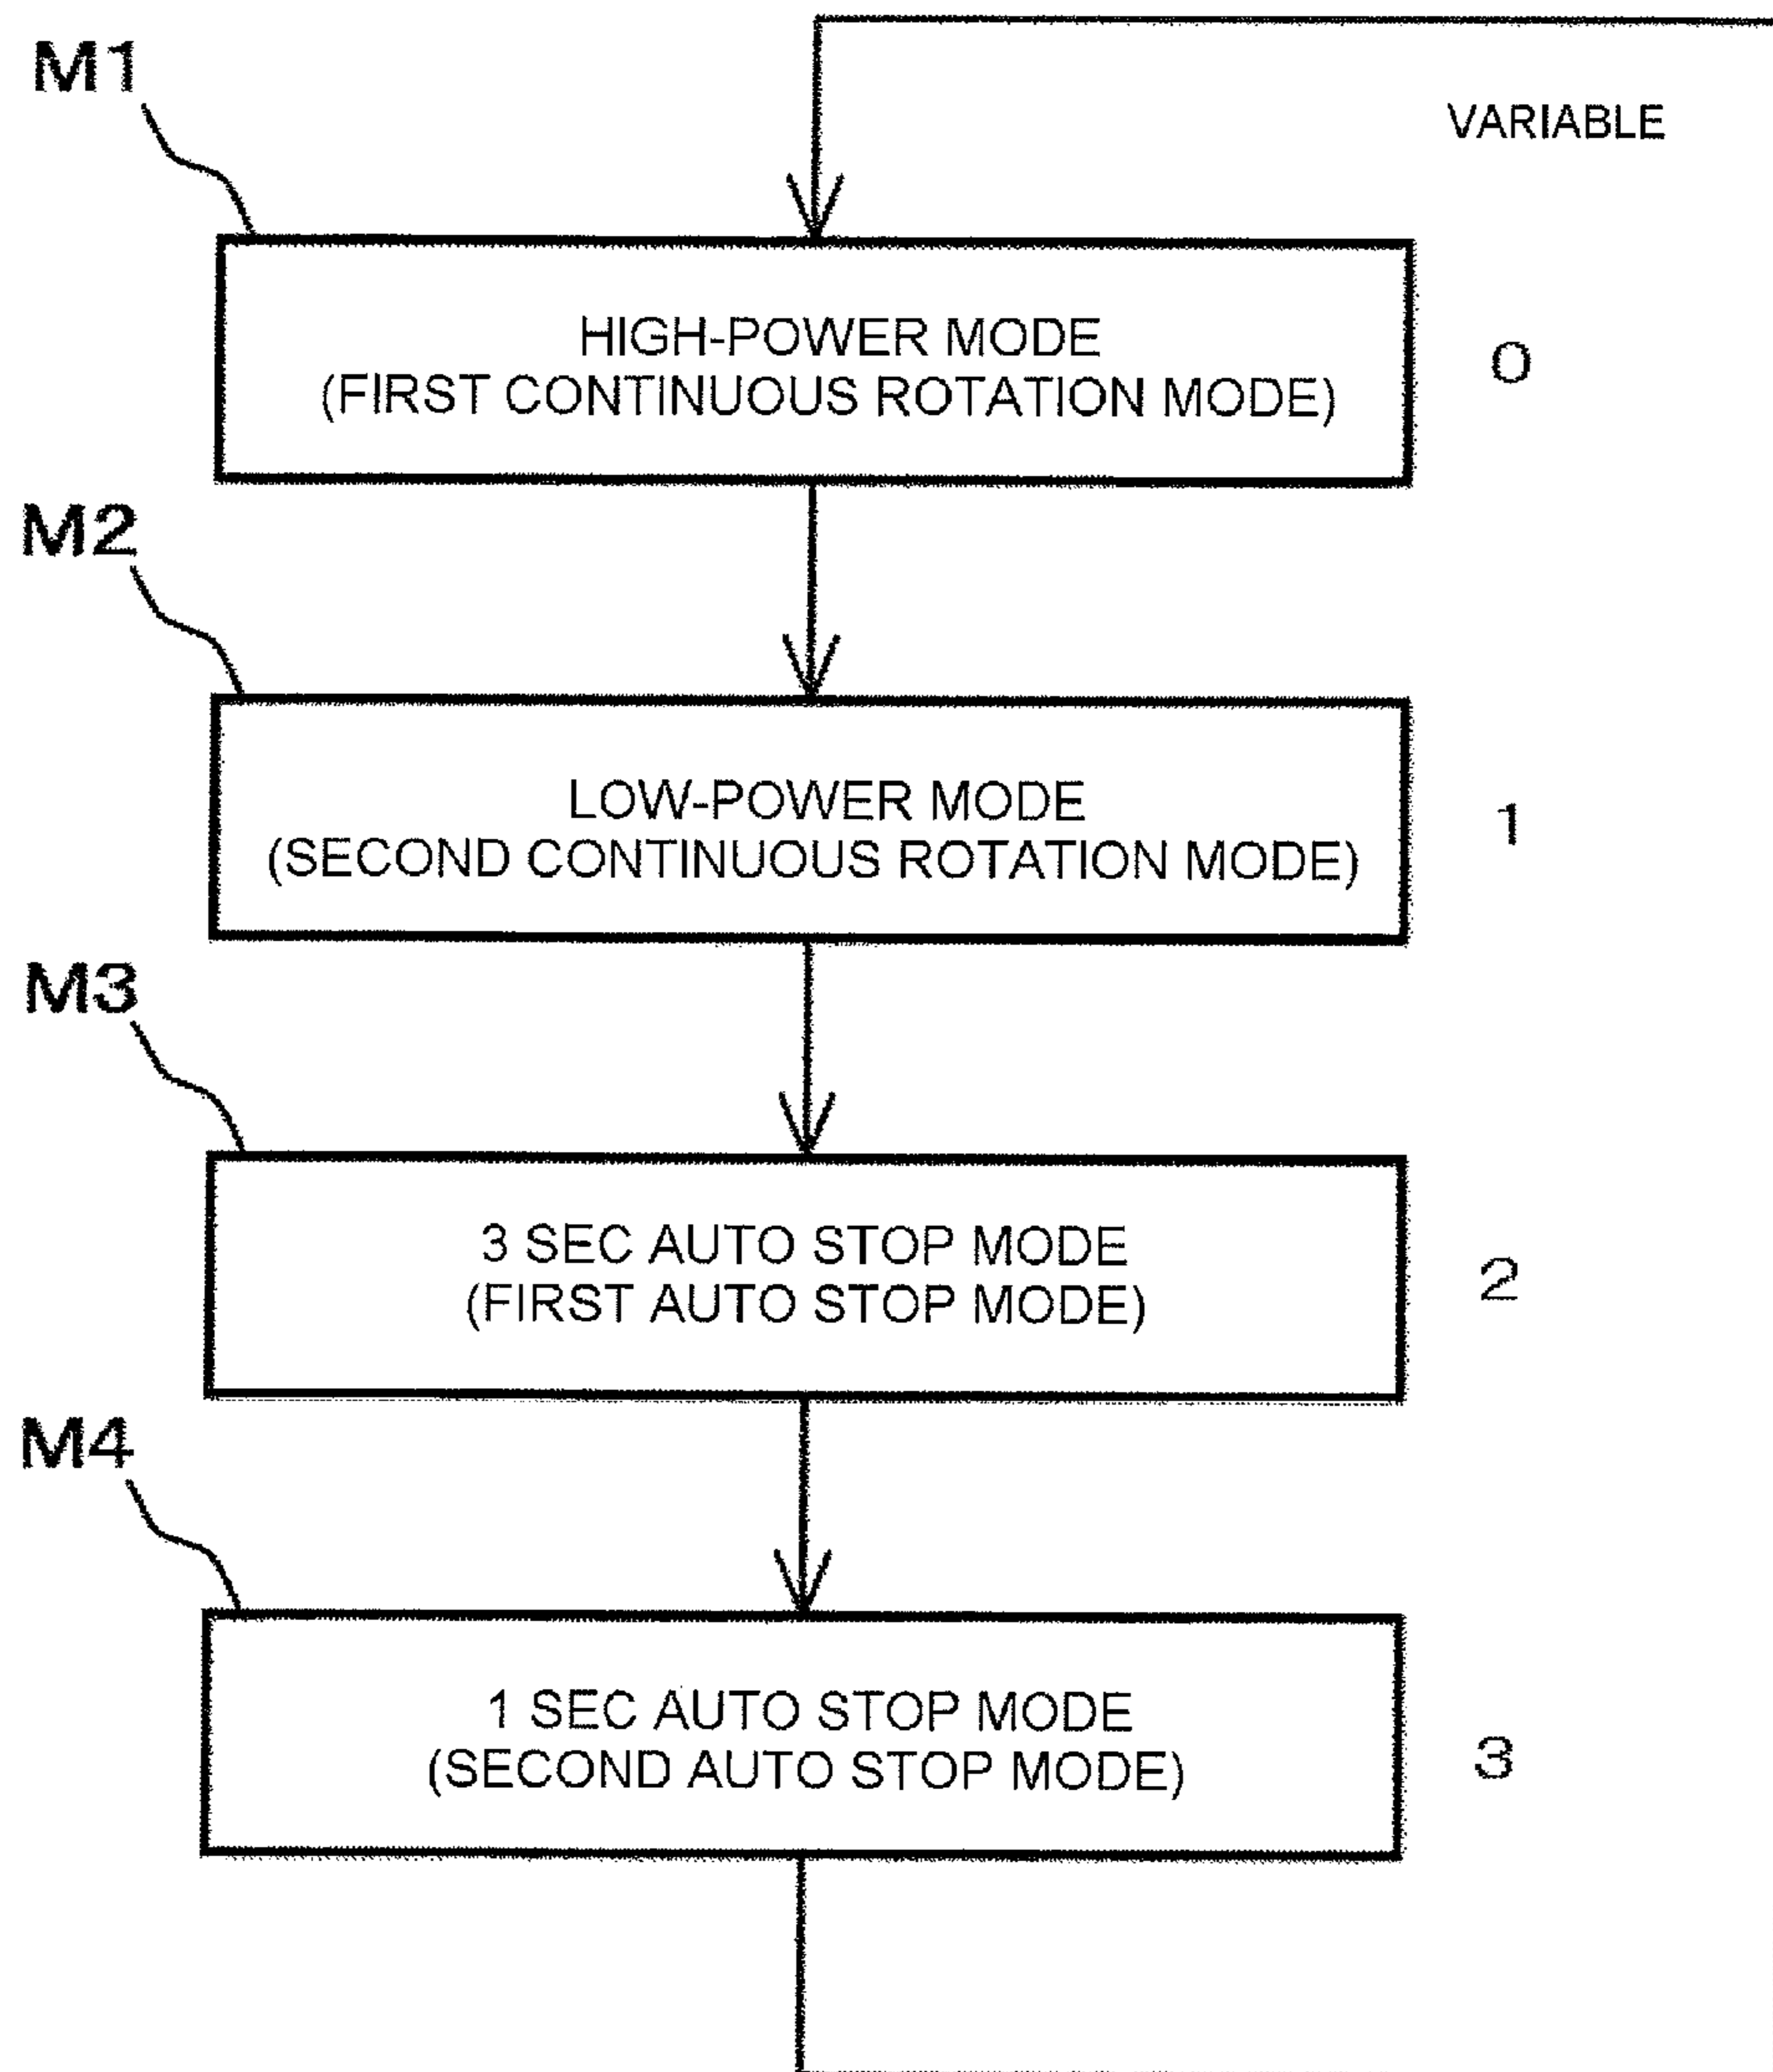 M1
VARIABLE
HIGH-POWER MODE
(FIRST CONTINUOUS ROTATION MODE)
0
M2
LOW-POWER MODE
(SECOND CONTINUOUS ROTATION MODE)
1
M3
3 SEC AUTO STOP MODE
(FIRST AUTO STOP MODE)
2
M4
1 SEC AUTO STOP MODE
(SECOND AUTO STOP MODE)
3